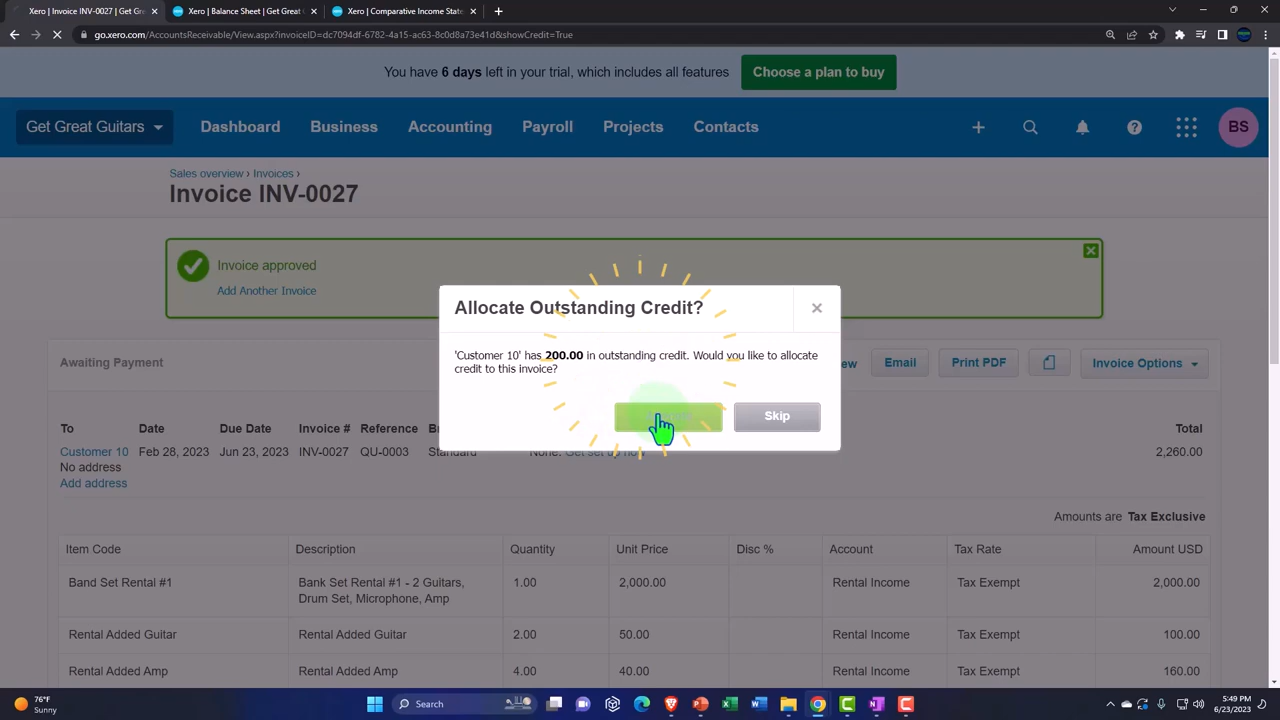 Xero | Invoice INV-0027 | Get Gr
Xero | Balance Sheet | Get Great
Xero | Comparative Income State
go.xero.com/AccountsReceivable/View.aspx?invoiceID=dc7094df-6782-4a15-ac63-8c0d8a73e41d&showCredit=True
You have 6 days left in your trial, which includes all features
Choose a plan to buy
Get Great Guitars
Dashboard
Business
Accounting
Payroll
Projects
Contacts
BS
Sales overview › Invoices ›
Invoice INV-0027
Invoice approved
Add Another Invoice
Allocate Outstanding Credit?
'Customer 10' has 200.00 in outstanding credit. Would you like to allocate
credit to this invoice?
Skip
Awaiting Payment
Email
Print PDF
Invoice Options
To
Date
Due Date
Invoice #
Reference
Total
Customer 10
Feb 28, 2023
Jun 23, 2023
INV-0027
QU-0003
Standard
None. Get set up now
2,260.00
No address
Add address
Amounts are Tax Exclusive
Item Code
Description
Quantity
Unit Price
Disc %
Account
Tax Rate
Amount USD
Band Set Rental #1
Bank Set Rental #1 - 2 Guitars,
Drum Set, Microphone, Amp
1.00
2,000.00
Rental Income
Tax Exempt
2,000.00
Rental Added Guitar
Rental Added Guitar
2.00
50.00
Rental Income
Tax Exempt
100.00
Rental Added Amp
Rental Added Amp
4.00
40.00
Rental Income
Tax Exempt
160.00
76°F
Sunny
Search
5:49 PM
6/23/2023